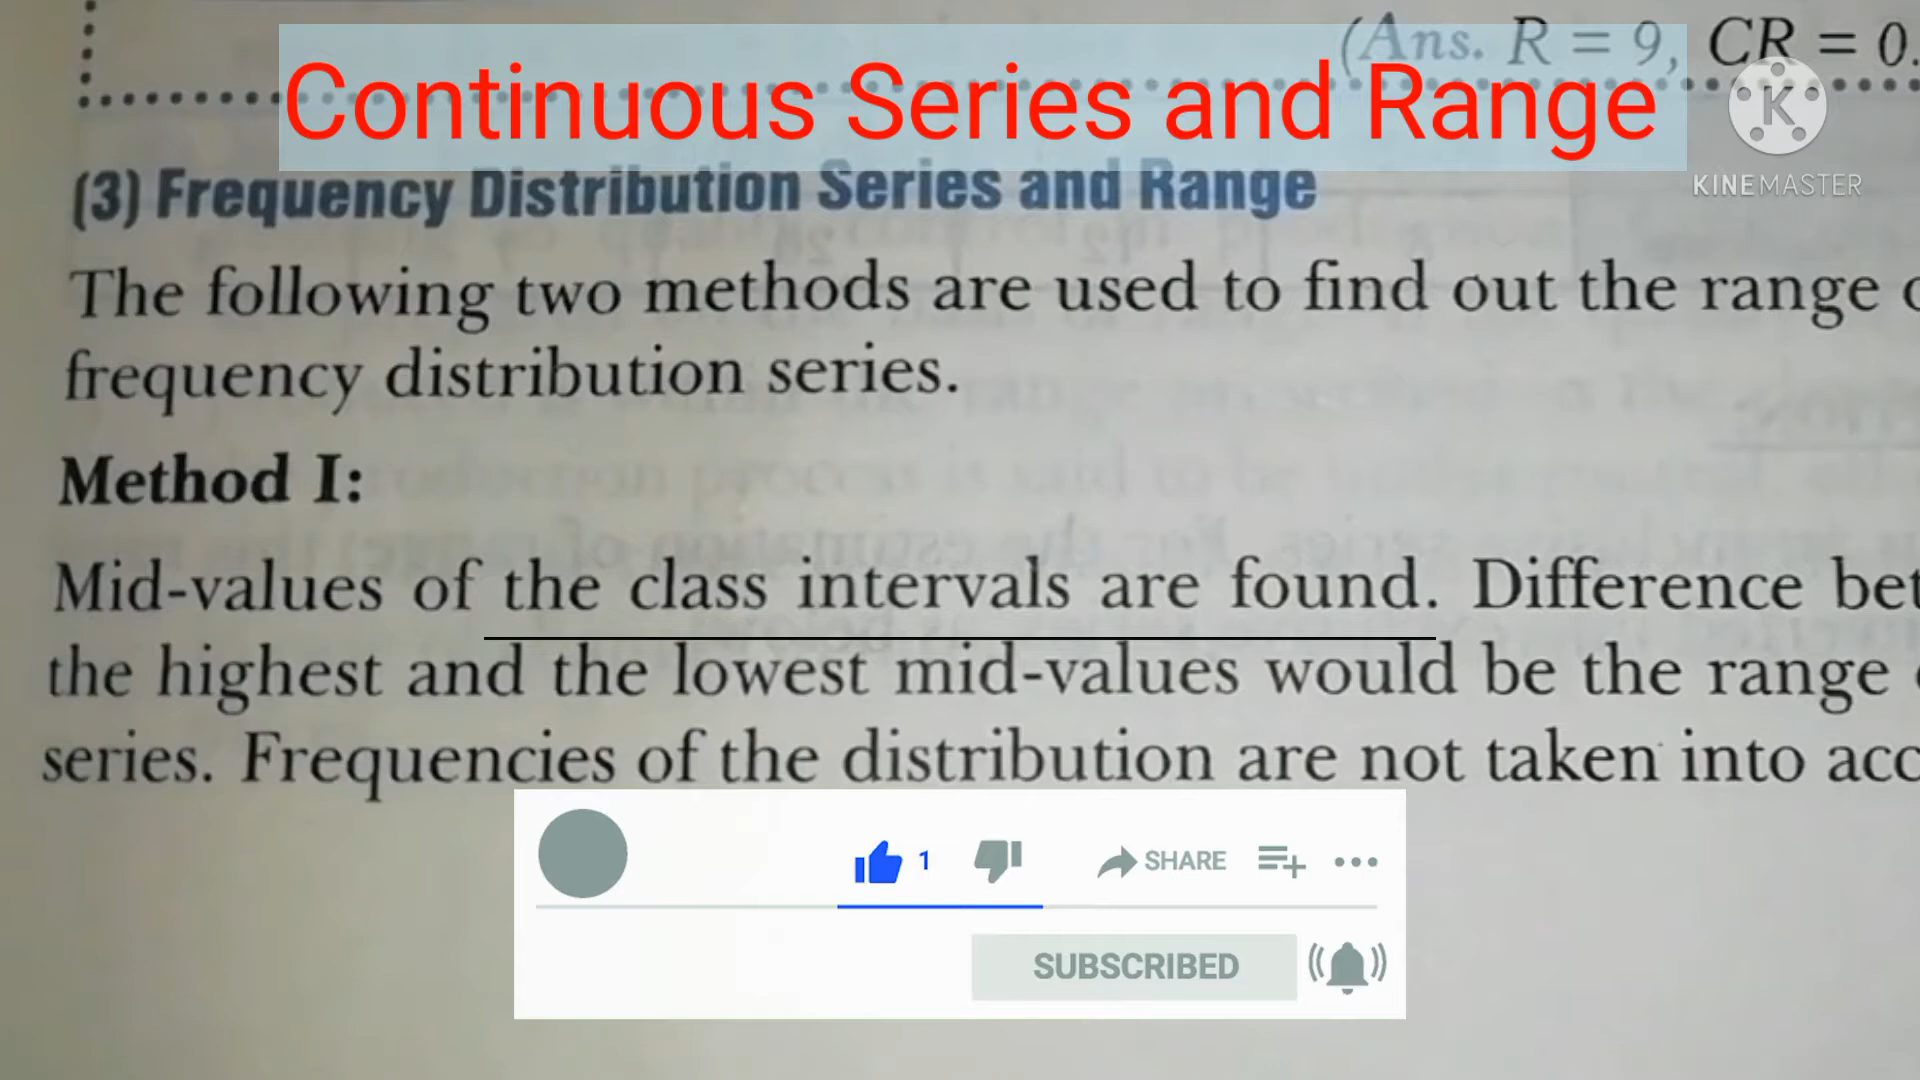 (Ans. R = 9, CR = 0.
Continuous Series and Range
KINEMASTER
(3) Frequency Distribution Series and Range
The following two methods are used to find out the range
frequency distribution series.
Method I:
Mid-values of the class intervals are found. Difference bet
the highest and the lowest mid-values would be the range
series. Frequencies of the distribution are not taken into acc
1 SHARE
SUBSCRIBED